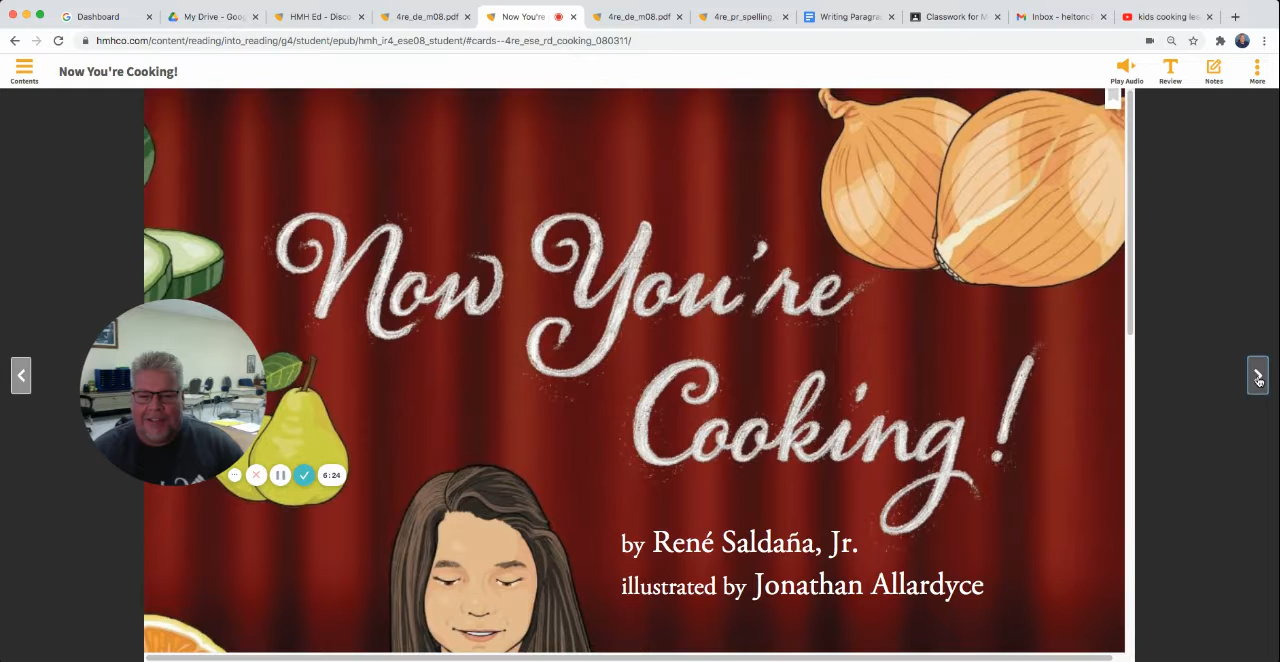 Dashboard
My Drive - Goo
HMH Ed - Disco
4re_de_m08.pdf
Now You're
4re_de_m08.pdf
4re_pr_spelling
Writing Paragra
Classwork for M
Inbox - heltonc
kids cooking les
hmhco.com/content/reading/into_reading/g4/student/epub/hmh_ir4_ese08_student/#cards--4re_ese_rd_cooking_080311/
Contents
Now You're Cooking!
Play Audio
Review
Notes
More
Now You're
Cooking!
by René Saldaña, Jr.
illustrated by Jonathan Allardyce
6:24